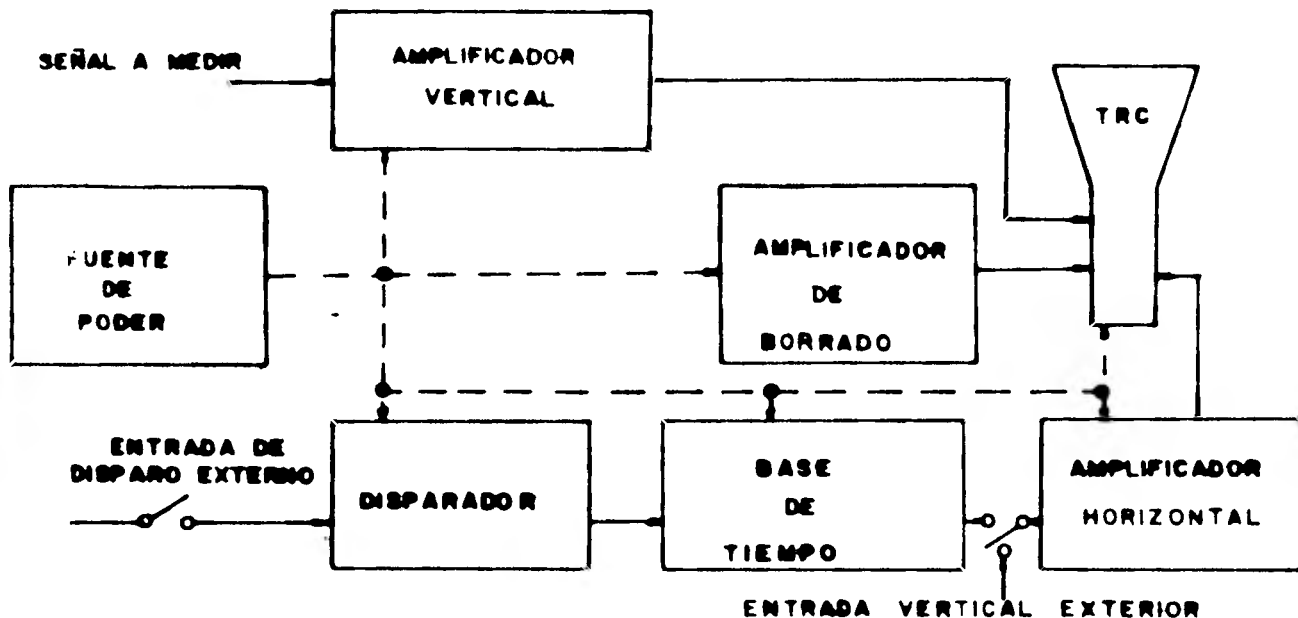 SEÑAL A MEDIR
AMPLIFICADOR
VERTICAL
TRC
FUENTE
DE
PODER
AMPLIFICADOR
DE
BORRADO
ENTRADA DE
DISPARO EXTERNO
DISPARADOR
BASE
DE
TIEMPO
AMPLIFICADOR
HORIZONTAL
ENTRADA VERTICAL EXTERIOR